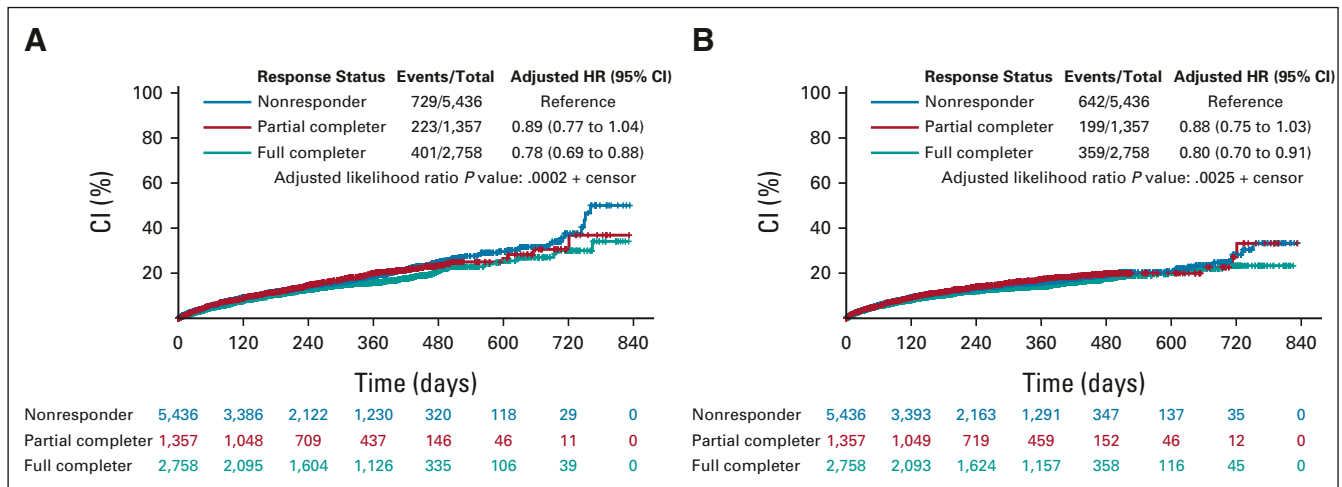 A
Response Status Events/Total Adjusted HR (95% CI)
Nonresponder 729/5,436 Reference
Partial completer 223/1,357 0.89 (0.77 to 1.04)
Full completer 401/2,758 0.78 (0.69 to 0.88)
Adjusted likelihood ratio P value: .0002 + censor
CI (%)
100
80
60
40
20
0 120 240 360 480 600 720 840
Time (days)
Nonresponder 5,436 3,386 2,122 1,230 320 118 29 0
Partial completer 1,357 1,048 709 437 146 46 11 0
Full completer 2,758 2,095 1,604 1,126 335 106 39 0
B
Response Status Events/Total Adjusted HR (95% CI)
Nonresponder 642/5,436 Reference
Partial completer 199/1,357 0.88 (0.75 to 1.03)
Full completer 359/2,758 0.80 (0.70 to 0.91)
Adjusted likelihood ratio P value: .0025 + censor
CI (%)
100
80
60
40
20
0 120 240 360 480 600 720 840
Time (days)
Nonresponder 5,436 3,393 2,163 1,291 347 137 35 0
Partial completer 1,357 1,049 719 459 152 46 12 0
Full completer 2,758 2,093 1,624 1,157 358 116 45 0